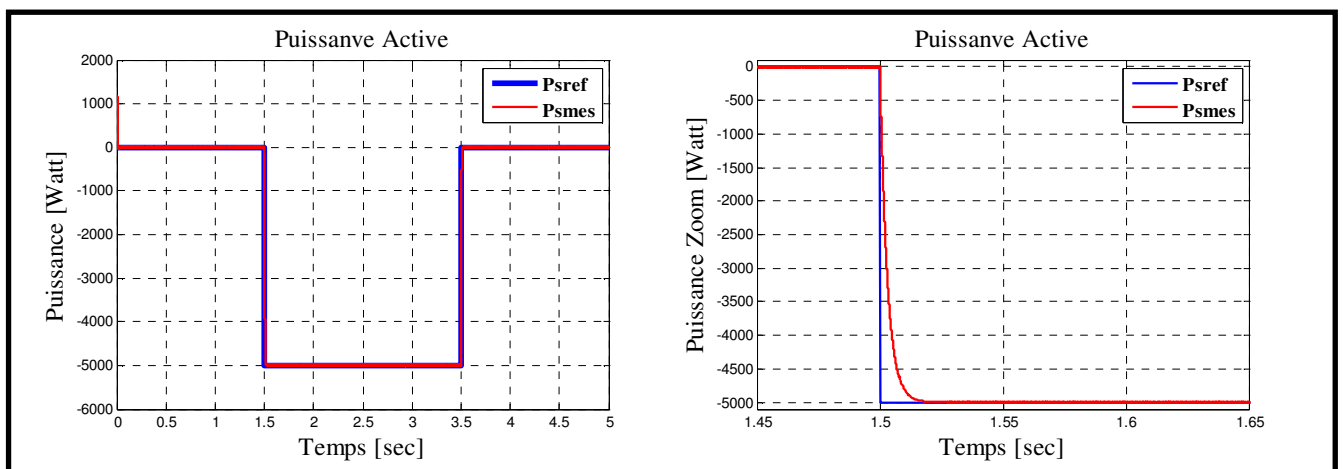 Puissanve Active
Puissance [Watt]
2000
1000
0
-1000
-2000
-3000
-4000
-5000
-6000
0 0.5 1 1.5 2 2.5 3 3.5 4 4.5 5
Temps [sec]
Psref
Psmes
Puissanve Active
Puissance Zoom [Watt]
0
-500
-1000
-1500
-2000
-2500
-3000
-3500
-4000
-4500
-5000
1.45 1.5 1.55 1.6 1.65
Temps [sec]
Psref
Psmes